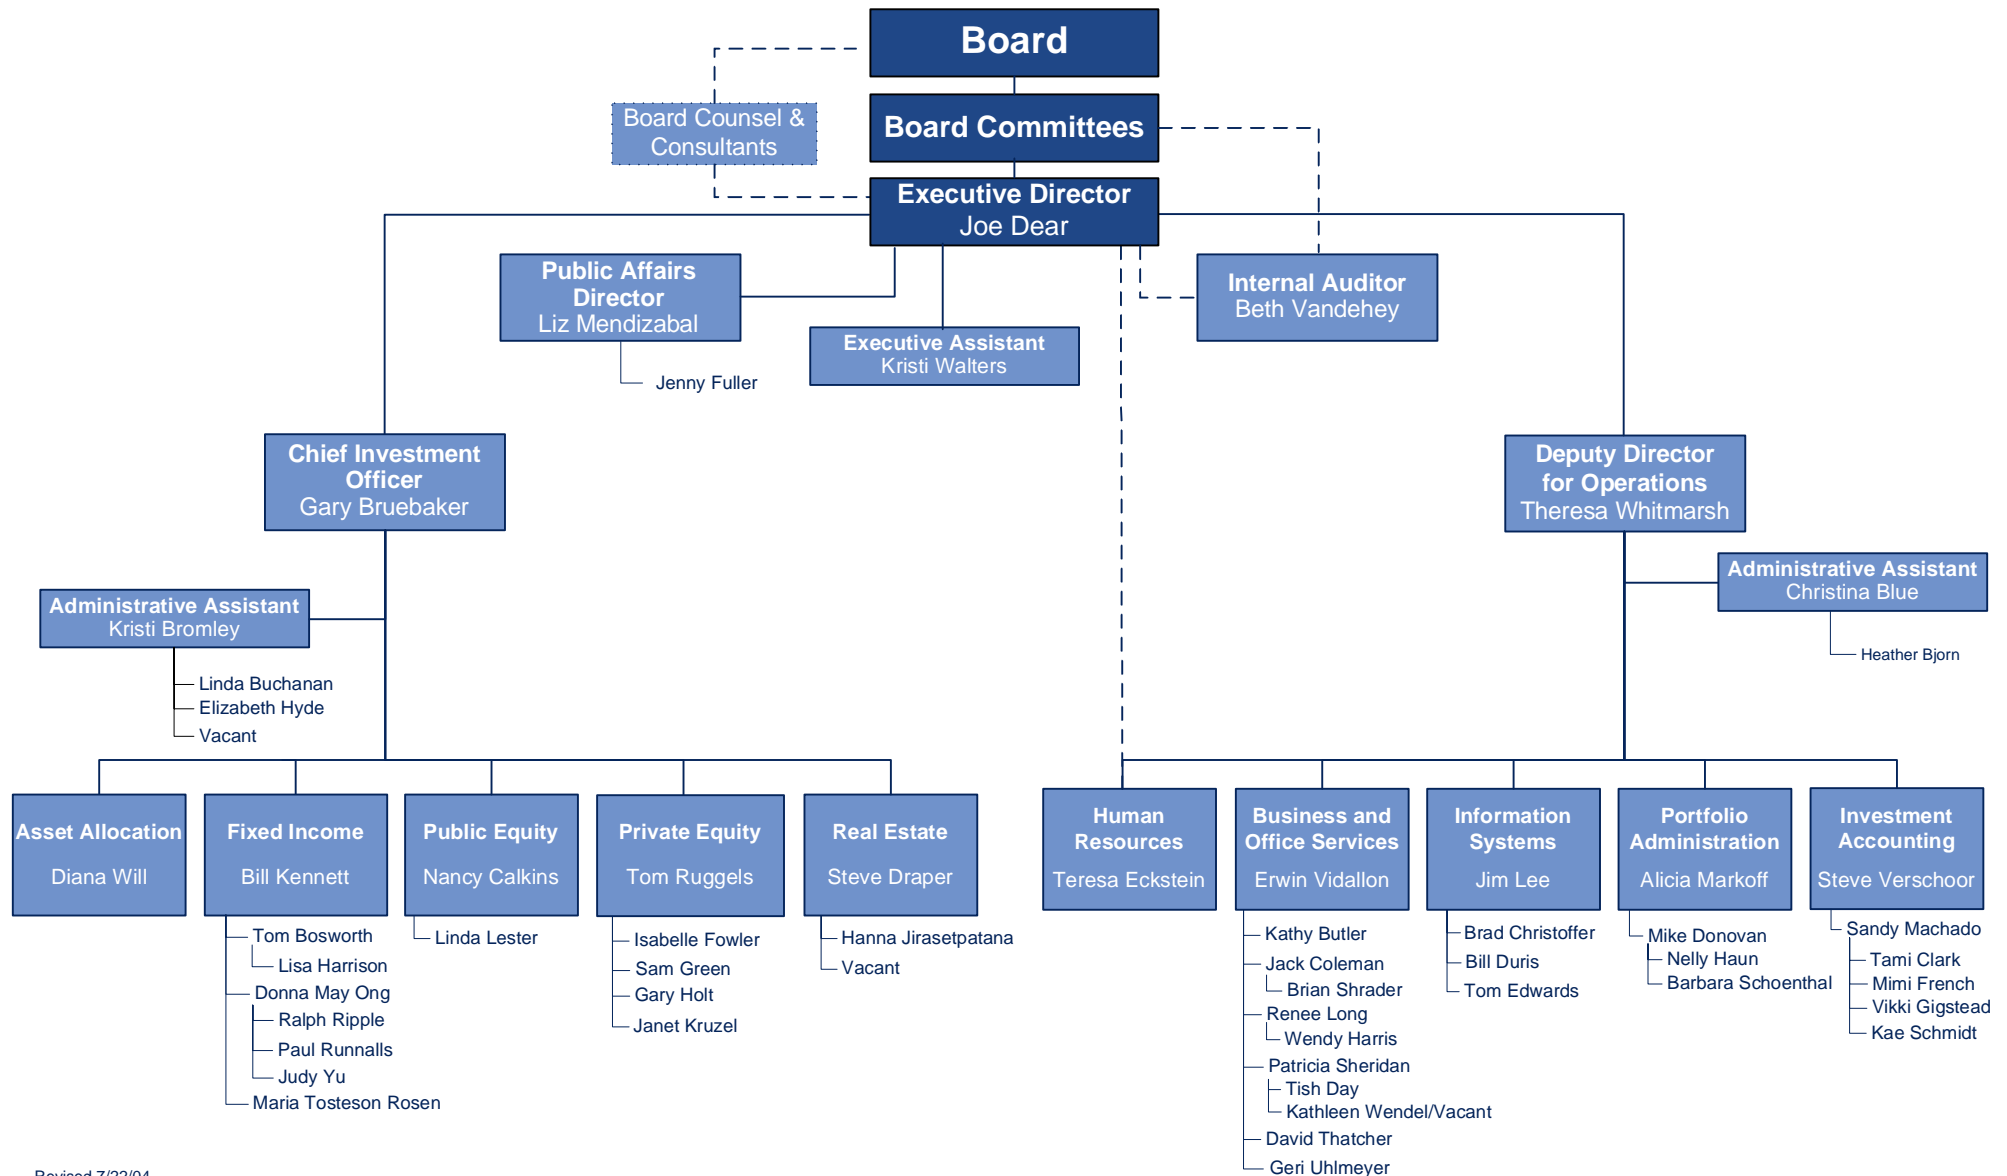 Board
Board Counsel &
Consultants
Board Committees
Executive Director
Joe Dear
Public Affairs
Director
Liz Mendizabal
Jenny Fuller
Executive Assistant
Kristi Walters
Internal Auditor
Beth Vandehey
Chief Investment
Officer
Gary Bruebaker
Deputy Director
for Operations
Theresa Whitmarsh
Administrative Assistant
Kristi Bromley
Linda Buchanan
Elizabeth Hyde
Vacant
Administrative Assistant
Christina Blue
Heather Bjorn
Asset Allocation
Diana Will
Fixed Income
Bill Kennett
Tom Bosworth
Lisa Harrison
Donna May Ong
Ralph Ripple
Paul Runnalls
Judy Yu
Maria Tosteson Rosen
Public Equity
Nancy Calkins
Linda Lester
Private Equity
Tom Ruggels
Isabelle Fowler
Sam Green
Gary Holt
Janet Kruzel
Real Estate
Steve Draper
Hanna Jirasetpatana
Vacant
Human
Resources
Teresa Eckstein
Business and
Office Services
Erwin Vidallon
Kathy Butler
Jack Coleman
Brian Shrader
Renee Long
Wendy Harris
Patricia Sheridan
Tish Day
Kathleen Wendel/Vacant
David Thatcher
Geri Uhlmeyer
Information
Systems
Jim Lee
Brad Christoffer
Bill Duris
Tom Edwards
Portfolio
Administration
Alicia Markoff
Mike Donovan
Nelly Haun
Barbara Schoenthal
Investment
Accounting
Steve Verschoor
Sandy Machado
Tami Clark
Mimi French
Vikki Gigstead
Kae Schmidt
Revised 7/22/04